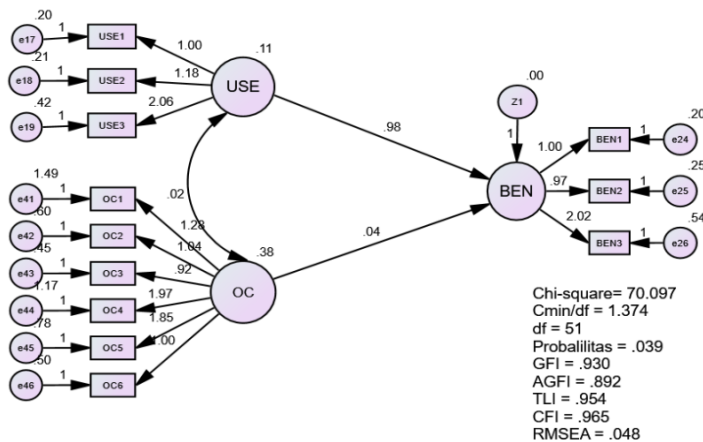 .20
e17
1
USE1
1.00
.21
e18
1
USE2
1.18
.42
e19
1
USE3
2.06
.11
USE
.00
Z1
1
.98
.20
1.00
BEN1
1
e24
.25
BEN
.97
BEN2
1
e25
.54
2.02
BEN3
1
e26
.02
.04
1.49
e41
1
OC1
1.28
.60
e42
1
OC2
1.04
.45
e43
1
OC3
.92
.38
OC
1.17
e44
1
OC4
1.97
.78
e45
1
OC5
1.85
.50
e46
1
OC6
1.00
Chi-square= 70.097
Cmin/df = 1.374
df = 51
Probalilitas = .039
GFI = .930
AGFI = .892
TLI = .954
CFI = .965
RMSEA = .048